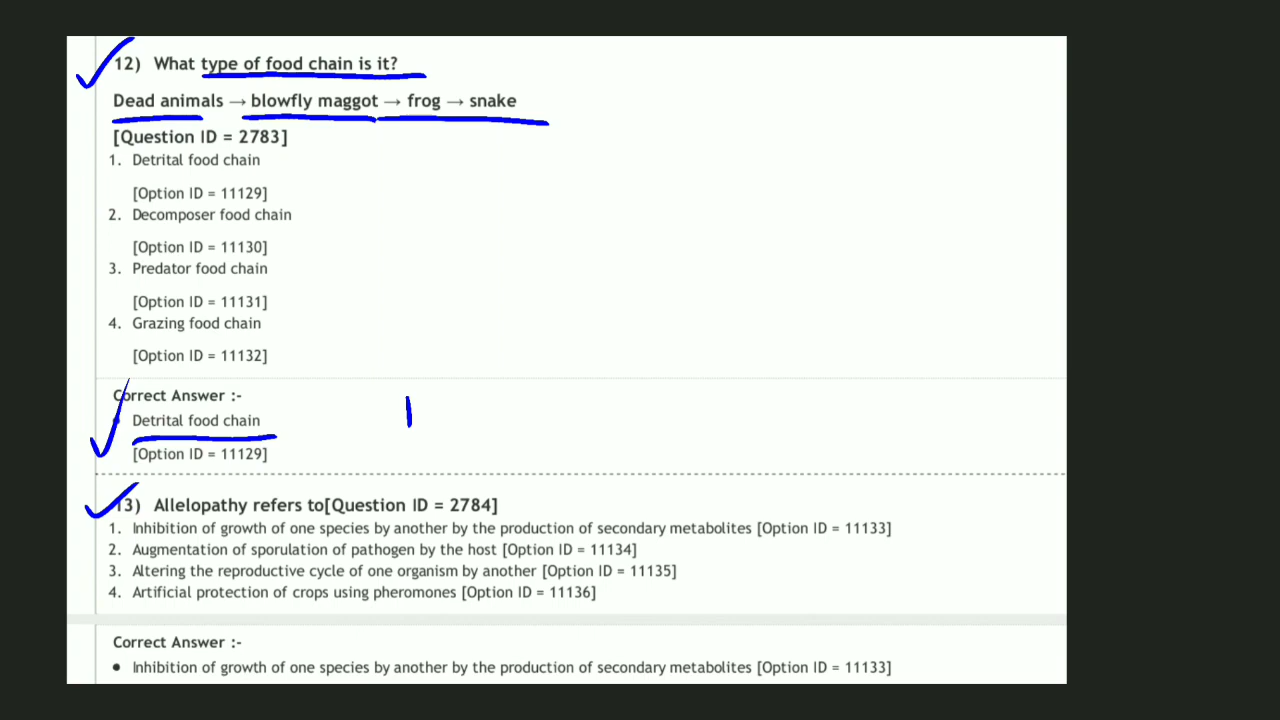 12) What type of food chain is it?
Dead animals → blowfly maggot → frog → snake
[Question ID = 2783]
1. Detrital food chain
[Option ID = 11129]
2. Decomposer food chain
[Option ID = 11130]
3. Predator food chain
[Option ID = 11131]
4. Grazing food chain
[Option ID = 11132]
Correct Answer :-
• Detrital food chain
[Option ID = 11129]
13) Allelopathy refers to[Question ID = 2784]
1. Inhibition of growth of one species by another by the production of secondary metabolites [Option ID = 11133]
2. Augmentation of sporulation of pathogen by the host [Option ID = 11134]
3. Altering the reproductive cycle of one organism by another [Option ID = 11135]
4. Artificial protection of crops using pheromones [Option ID = 11136]
Correct Answer :-
• Inhibition of growth of one species by another by the production of secondary metabolites [Option ID = 11133]